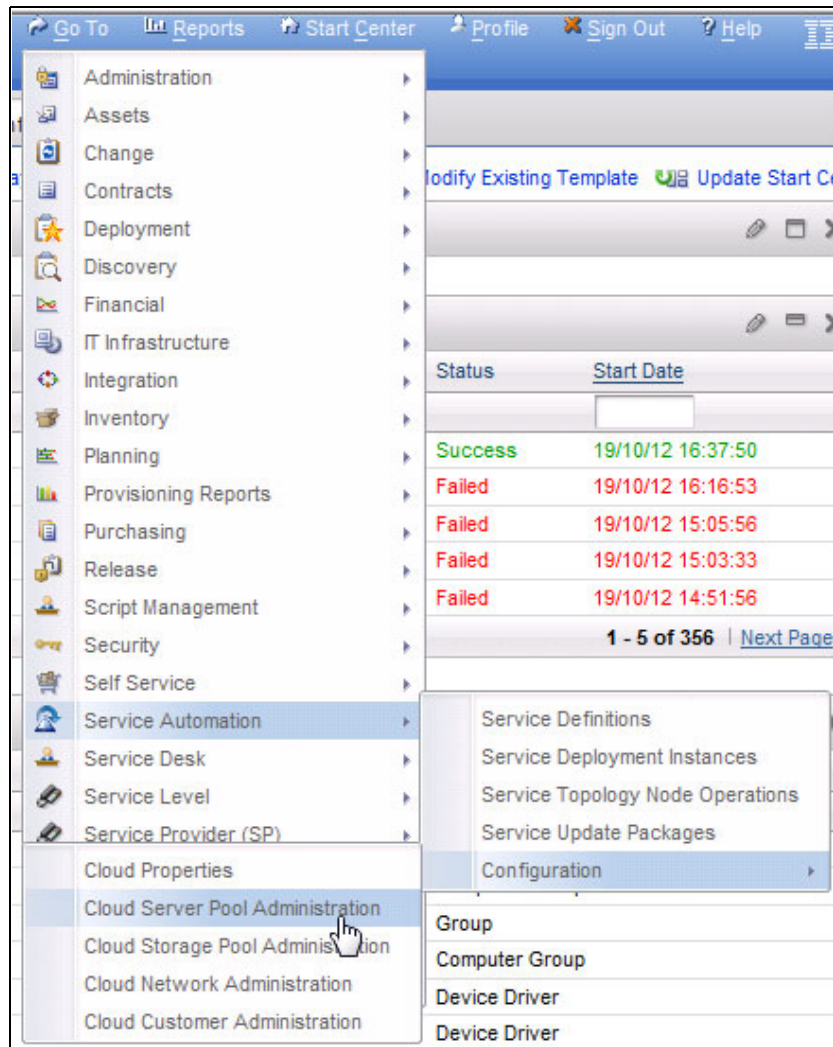 Go To Reports Start Center Profile Sign Out Help
Administration
Assets
Change
Contracts
Deployment
Discovery
Financial
IT Infrastructure
Integration
Inventory
Planning
Provisioning Reports
Purchasing
Release
Script Management
Security
Self Service
Service Automation
Service Desk
Service Level
Service Provider (SP)
Existing Template Update Start
Status Start Date
Success 19/10/12 16:37:50
Failed 19/10/12 16:16:53
Failed 19/10/12 15:05:56
Failed 19/10/12 15:03:33
Failed 19/10/12 14:51:56
1 - 5 of 356 | Next Page
Service Definitions
Service Deployment Instances
Service Topology Node Operations
Service Update Packages
Configuration
Cloud Properties
Cloud Server Pool Administration
Cloud Storage Pool Administration
Cloud Network Administration
Cloud Customer Administration
Group
Computer Group
Device Driver
Device Driver